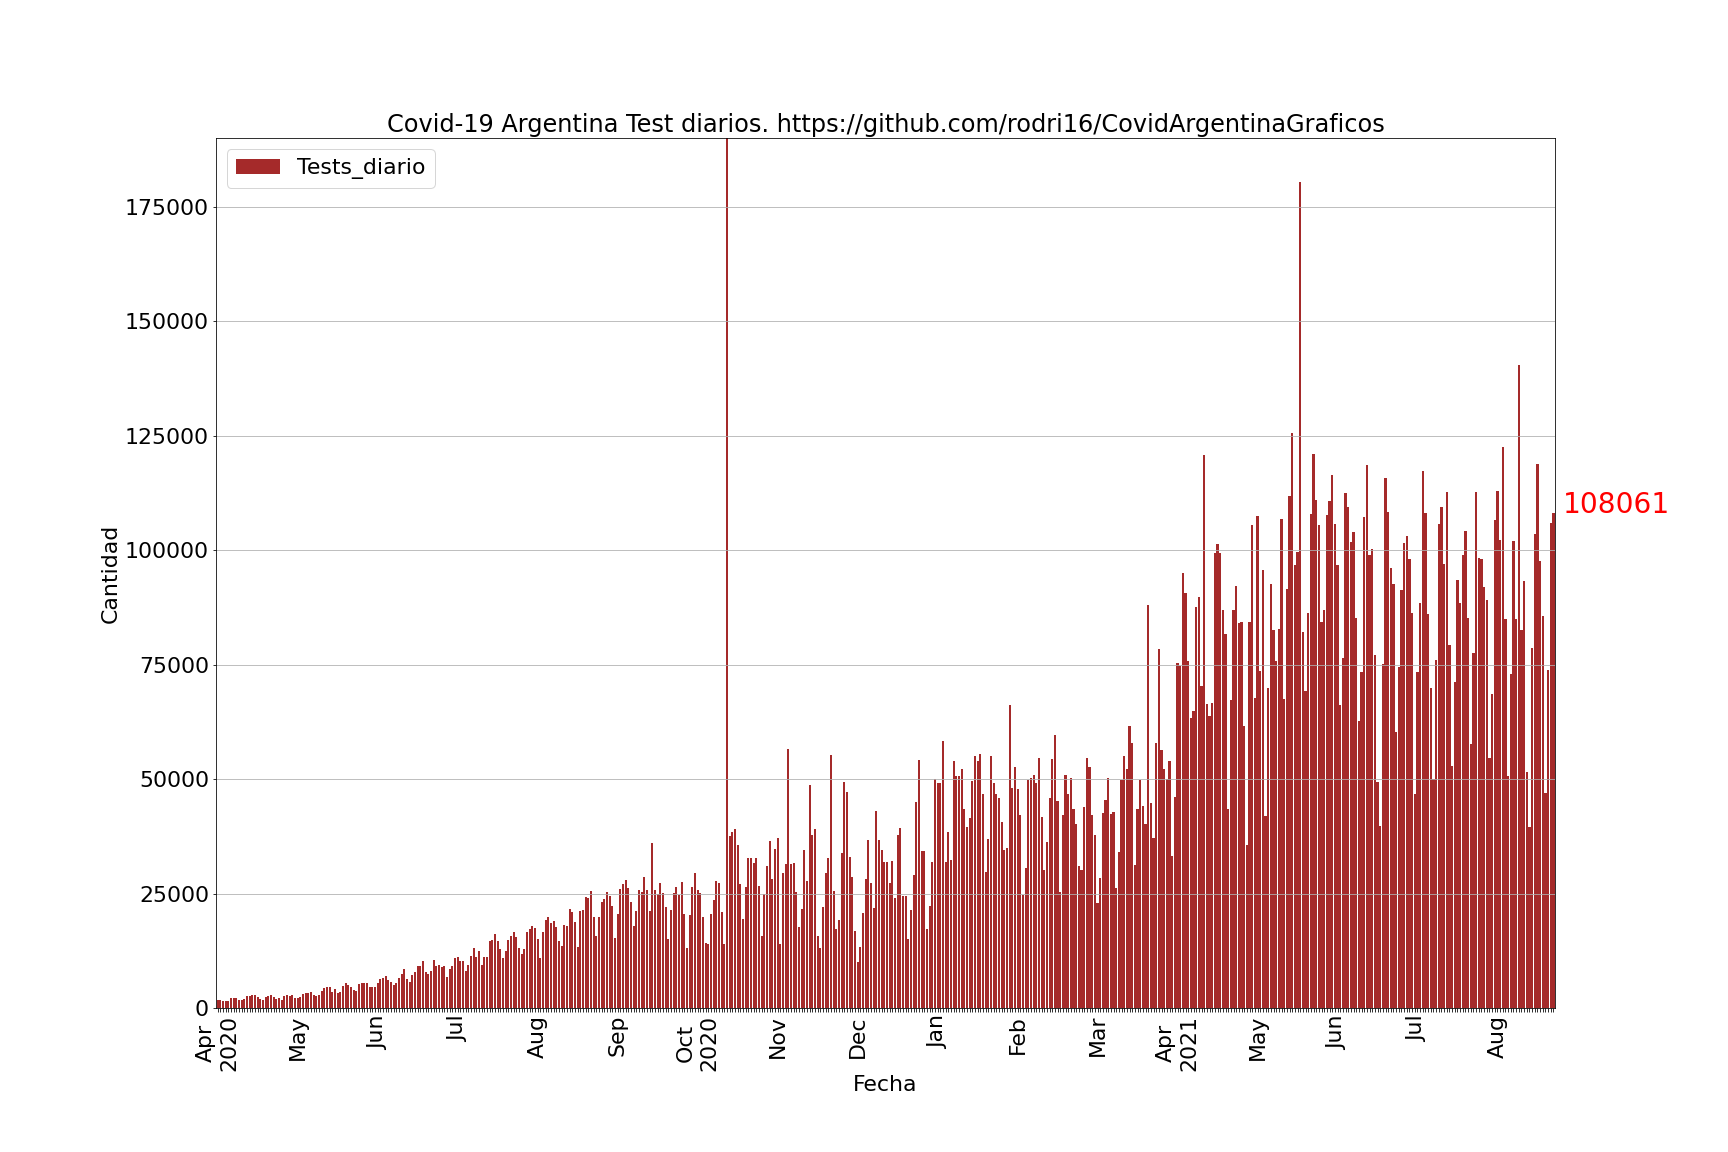 Covid-19 Argentina Test diarios. https://github.com/rodri16/CovidArgentinaGraficos
Tests_diario
175000
150000
125000
100000
75000
50000
25000
0
Cantidad
108061
Apr
2020
May
Jun
Jul
Aug
Sep
Oct
2020
Nov
Dec
Jan
Feb
Mar
Apr
2021
May
Jun
Jul
Aug
Fecha